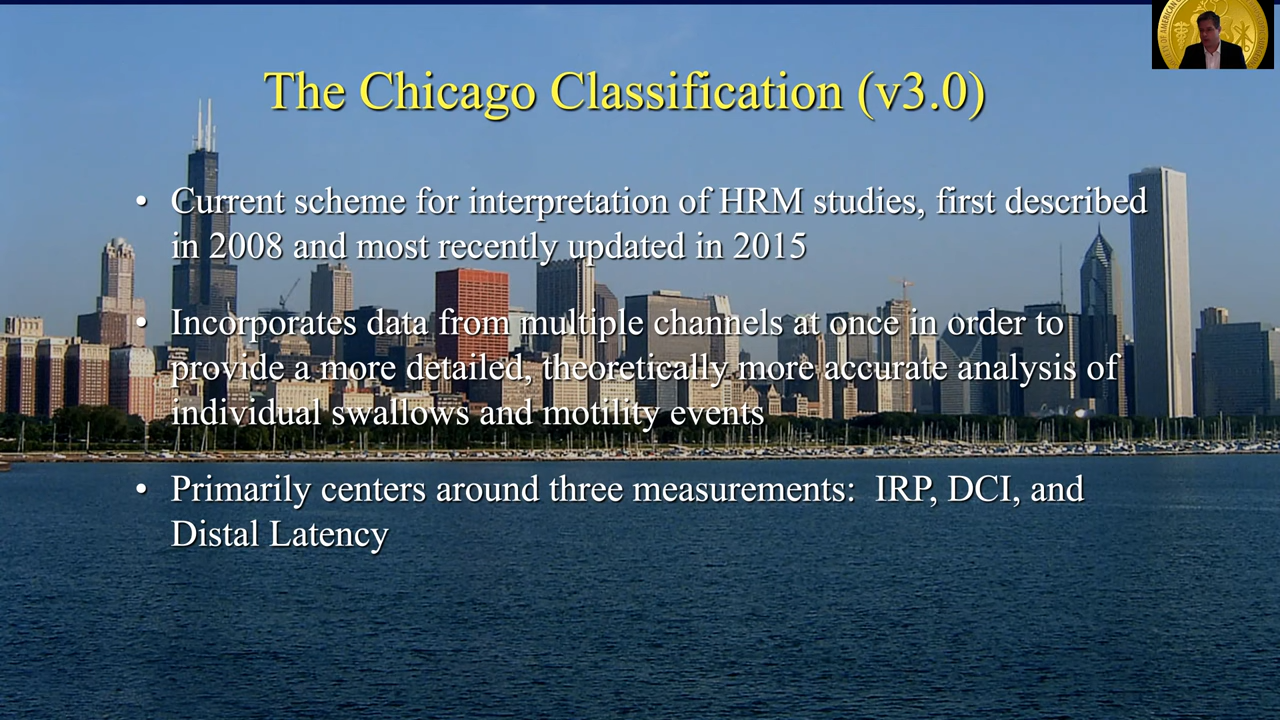 The Chicago Classification (v3.0)
• Current scheme for interpretation of HRM studies, first described
in 2008 and most recently updated in 2015
• Incorporates data from multiple channels at once in order to
provide a more detailed, theoretically more accurate analysis of
individual swallows and motility events
• Primarily centers around three measurements:  IRP, DCI, and
Distal Latency